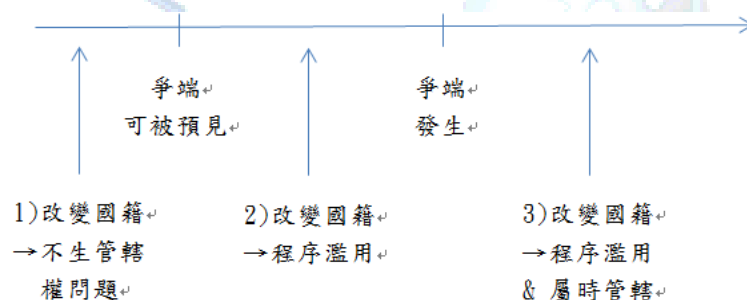 爭端
可被預見
爭端
發生
1)改變國籍
→不生管轄
權問題
2)改變國籍
→程序濫用
3)改變國籍
→程序濫用
& 屬時管轄